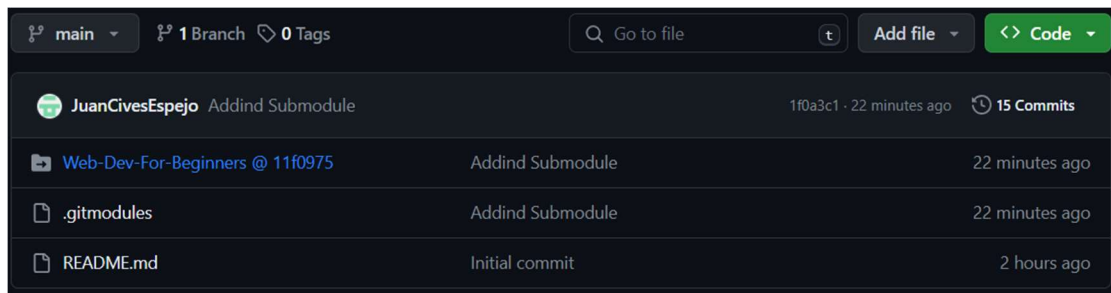 main 1 Branch 0 Tags Go to file t Add file <> Code
JuanCivesEspejo Addind Submodule 1f0a3c1 · 22 minutes ago 15 Commits
Web-Dev-For-Beginners @ 11f0975 Addind Submodule 22 minutes ago
.gitmodules Addind Submodule 22 minutes ago
README.md Initial commit 2 hours ago